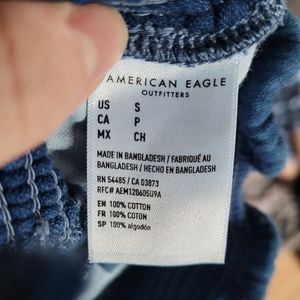 AMERICAN EAGLE
OUTFITTERS
US S
CA P
MX CH
MADE IN BANGLADESH / FABRIQUÉ AU
BANGLADESH / HECHO EN BANGLADESH
RN 54485 / CA 03873
RFC# AEM120605U9A
EN 100% COTTON
FR 100% COTON
SP 100% algodón